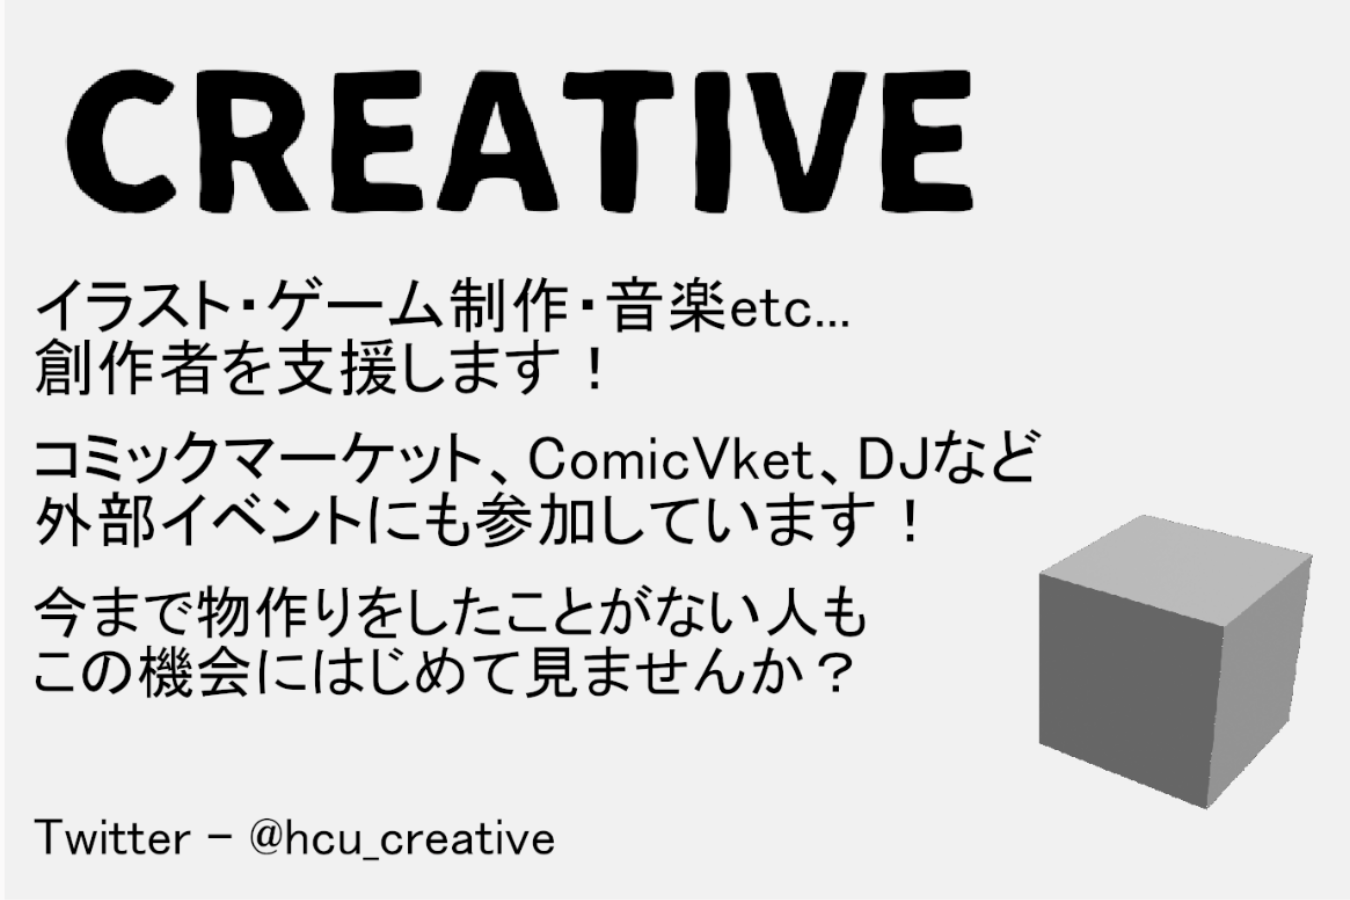 CREATIVE
イラスト・ゲーム制作・音楽etc...
創作者を支援します！
コミックマーケット、ComicVket、DJなど
外部イベントにも参加しています！
今まで物作りをしたことがない人も
この機会にはじめて見ませんか？
Twitter - @hcu_creative